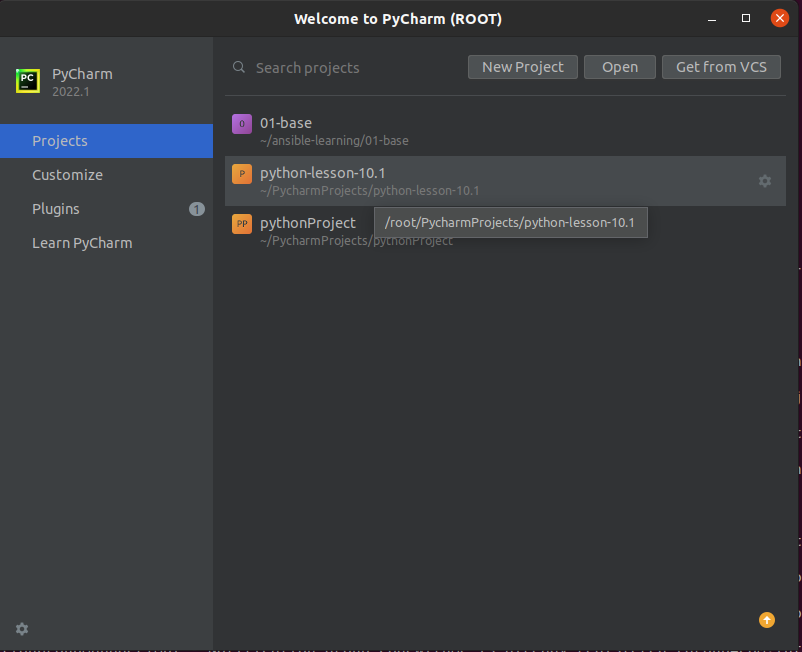 Welcome to PyCharm (ROOT)
PC
PyCharm
2022.1
Projects
Customize
Plugins
1
Learn PyCharm
Search projects
New Project
Open
Get from VCS
0
01-base
~/ansible-learning/01-base
P
python-lesson-10.1
~/PycharmProjects/python-lesson-10.1
PP
pythonProject
~/PycharmProjects/pythonProject
/root/PycharmProjects/python-lesson-10.1